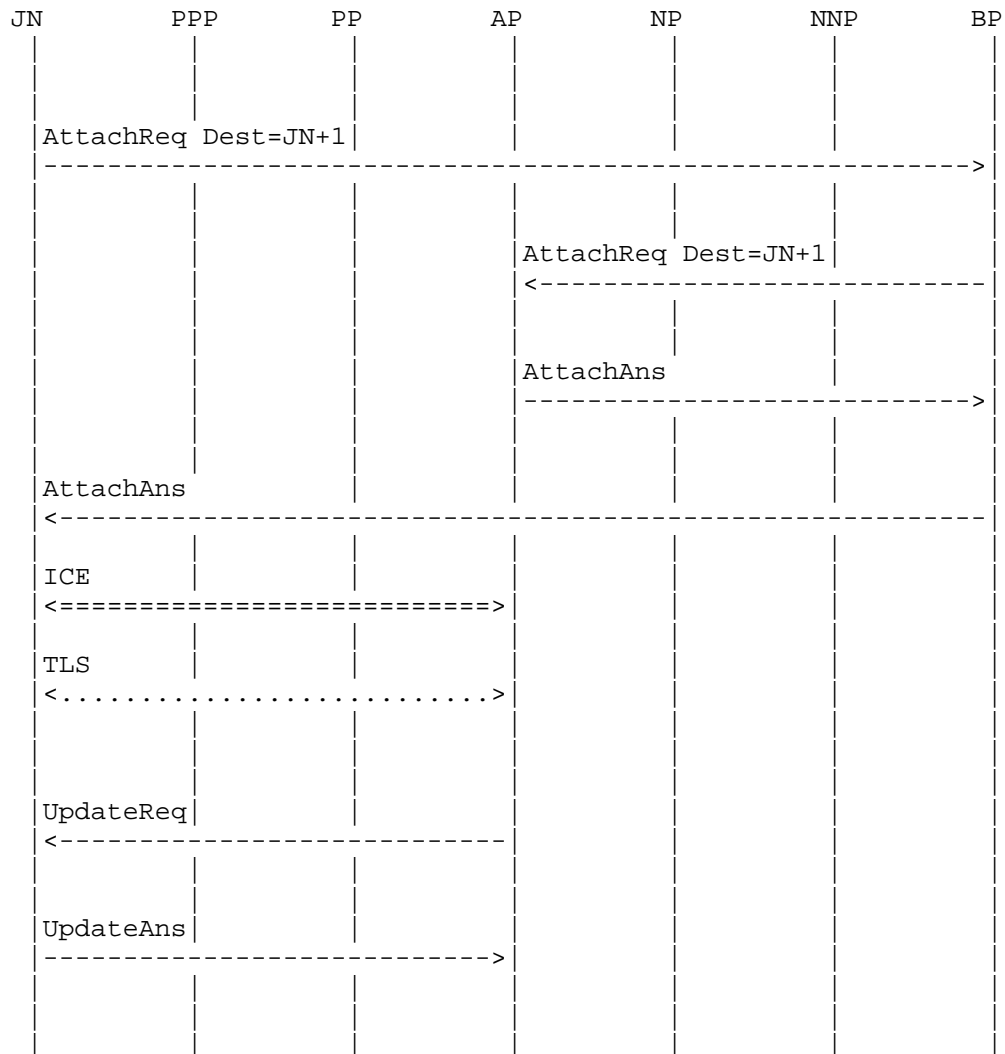 JN PPP PP AP NP NNP BP
AttachReq Dest=JN+1
AttachReq Dest=JN+1
AttachAns
AttachAns
ICE
TLS
UpdateReq
UpdateAns